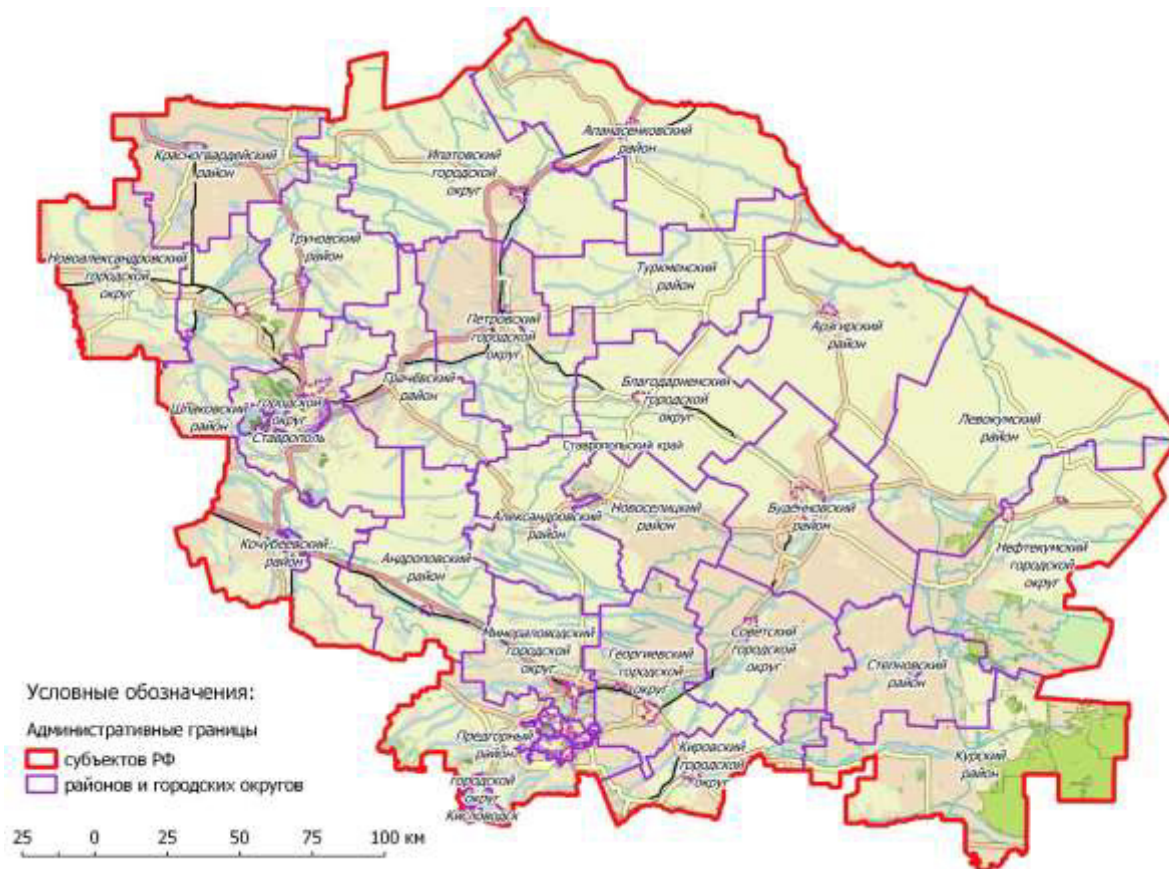 Апанасенковский
район
Красногвардейский
район
Ипатовский
городской
округ
Труновский
район
Новоалександровский
городской
округ
Туркменский
район
Петровский
городской
округ
Арзгирский
район
Грачёвский
район
Благодарненский
городской
округ
Шпаковский
район
городской
округ
Ставрополь
Левокумский
район
Ставропольский край
Александровский
район
Новоселицкий
район
Будённовский
район
Кочубеевский
район
Андроповский
район
Нефтекумский
городской
округ
Минераловодский
городской
округ
Георгиевский
городской
округ
Советский
городской
округ
Степновский
район
Предгорный
район
Кировский
городской
округ
Курский
район
городской
округ
Кисловодск
Условные обозначения:
Административные границы
субъектов РФ
районов и городских округов
25 0 25 50 75 100 км